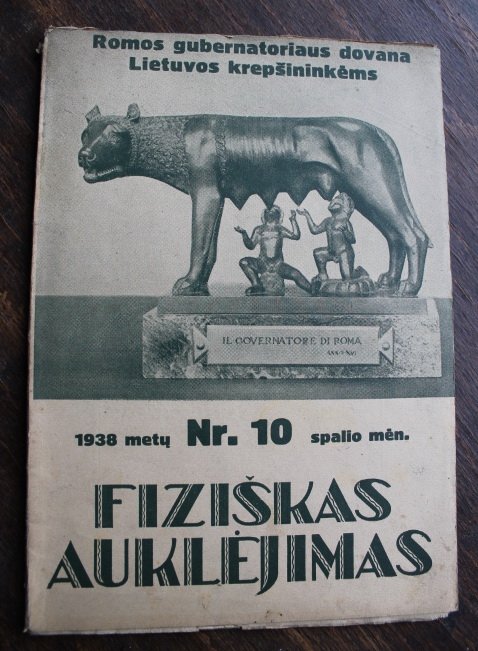 Romos gubernatoriaus dovana
Lietuvos krepšininkėms
IL GOVERNATORE DI ROMA
1938 metų Nr. 10 spalio mėn.
FIZIŠKAS
AUKLĖJIMAS